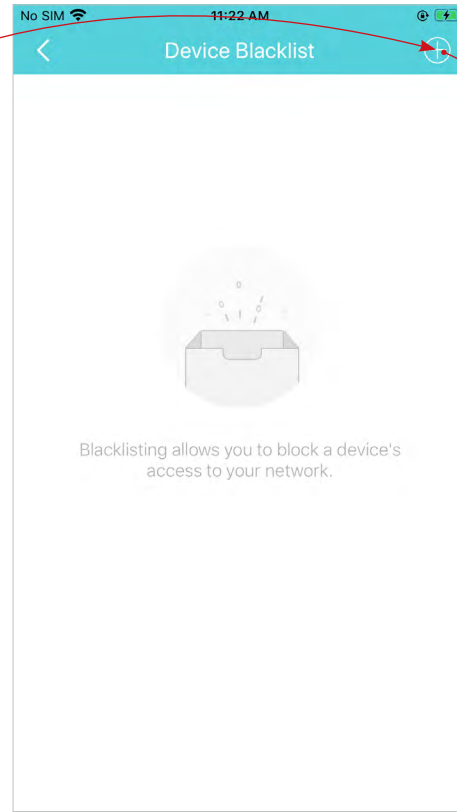 No SIM 11:22 AM
Device Blacklist
Blacklisting allows you to block a device's
access to your network.